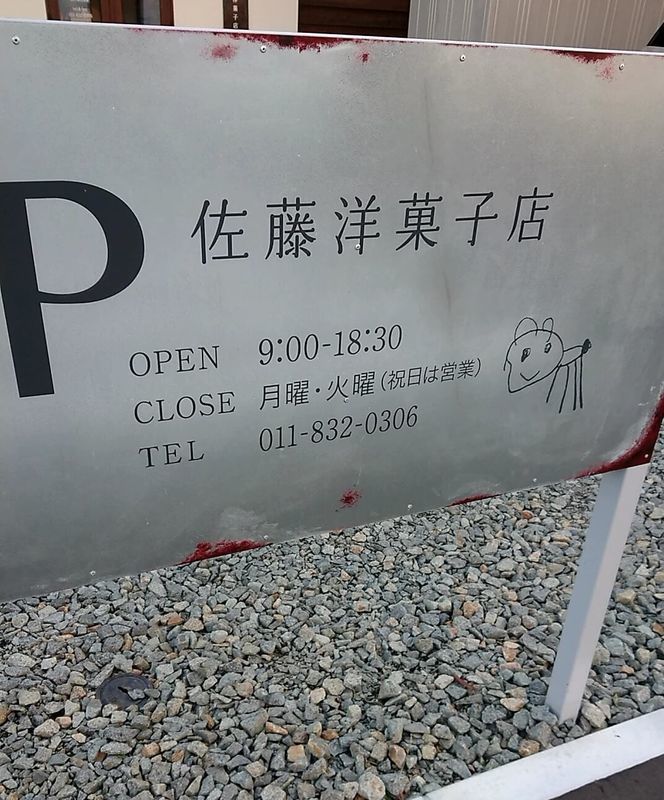 P
佐藤洋菓子店
OPEN 9:00-18:30
CLOSE 月曜・火曜(祝日は営業)
TEL 011-832-0306